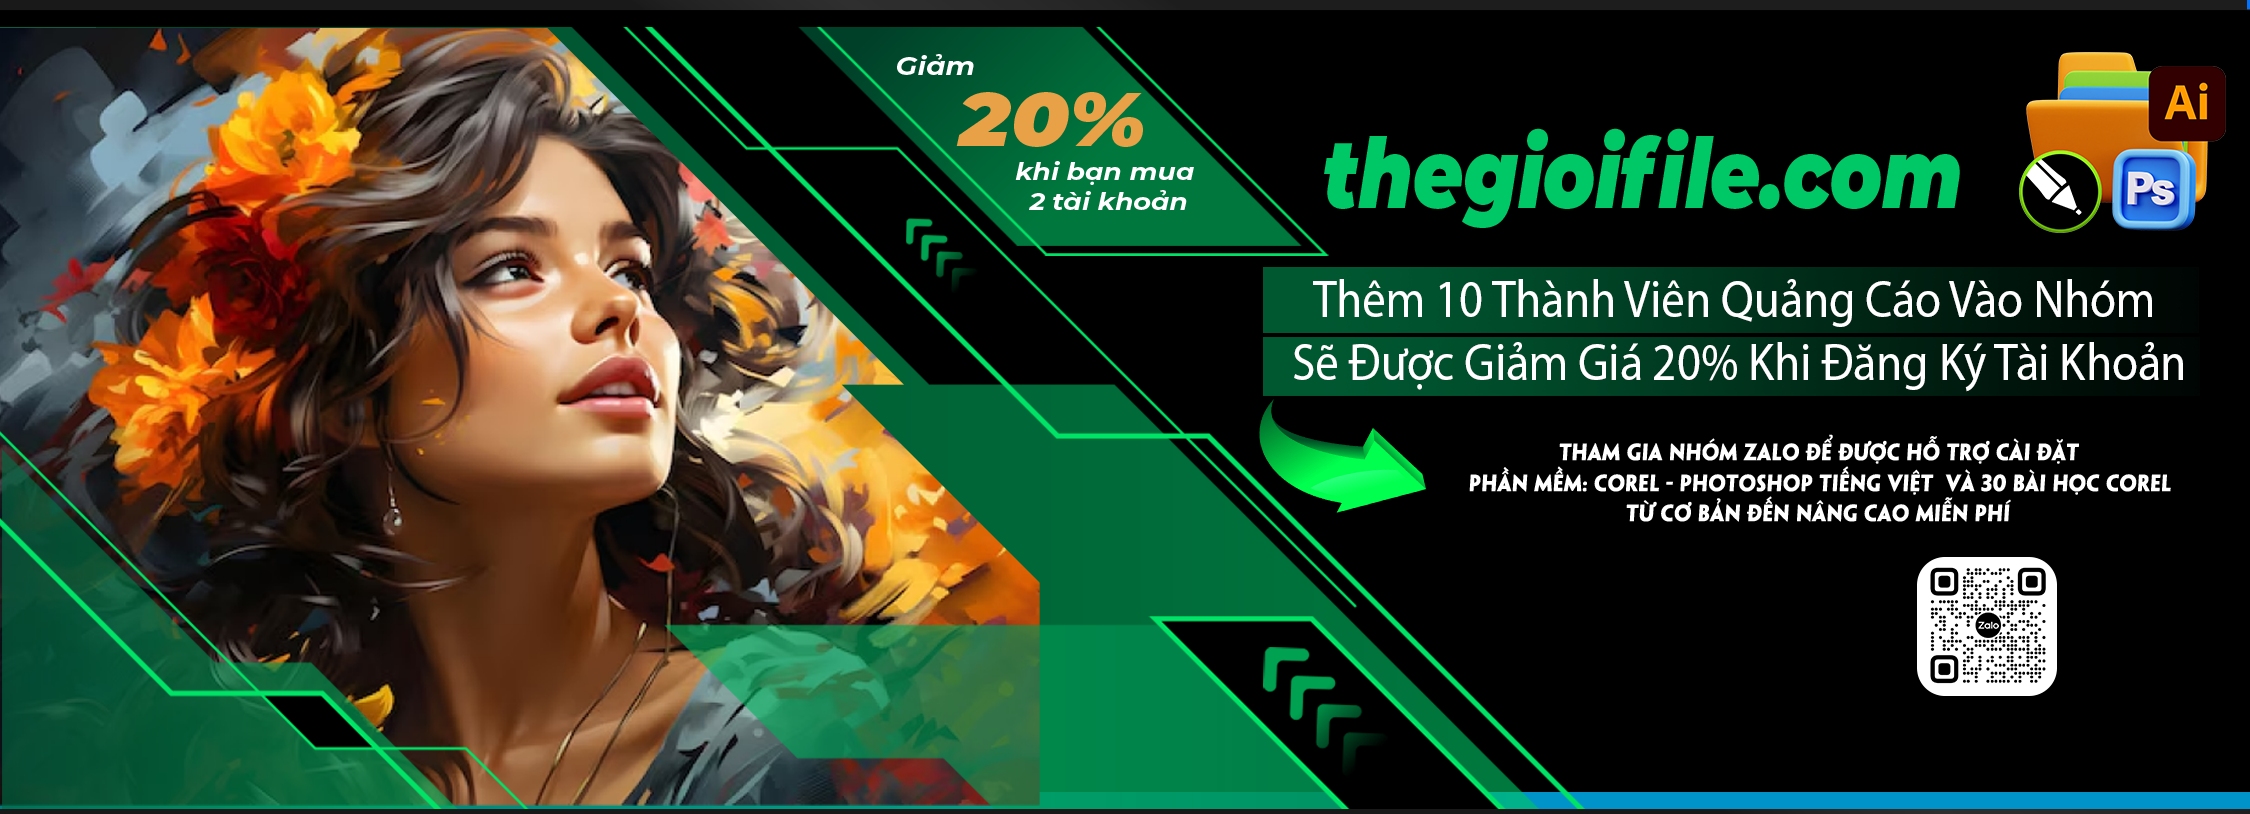 Giảm
20%
khi bạn mua
2 tài khoản
thegioifile.com
Ai
Ps
Thêm 10 Thành Viên Quảng Cáo Vào Nhóm
Sẽ Được Giảm Giá 20% Khi Đăng Ký Tài Khoản
THAM GIA NHÓM ZALO ĐỂ ĐƯỢC HỖ TRỢ CÀI ĐẶT
PHẦN MỀM: COREL - PHOTOSHOP TIẾNG VIỆT VÀ 30 BÀI HỌC COREL
TỪ CƠ BẢN ĐẾN NÂNG CAO MIỄN PHÍ
Zalo